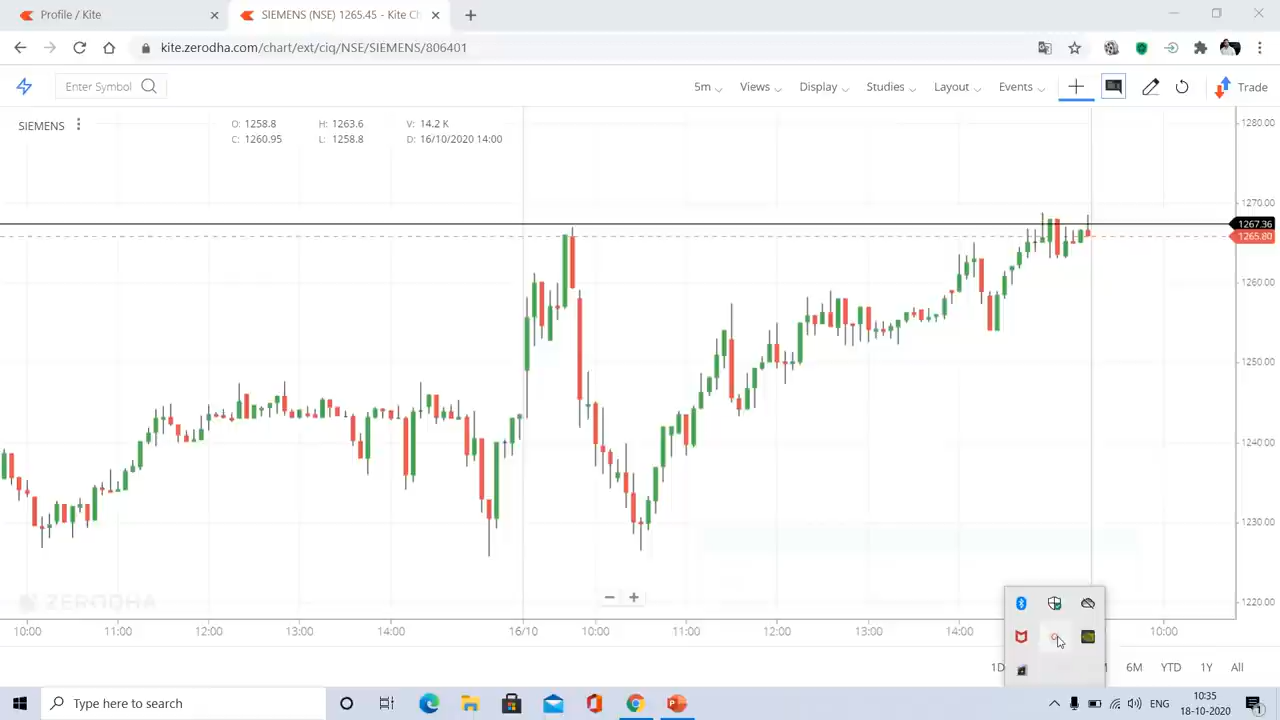 Profile / Kite
SIEMENS (NSE) 1265.45 - Kite Ch
kite.zerodha.com/chart/ext/ciq/NSE/SIEMENS/806401
Enter Symbol
5m Views Display Studies Layout Events Trade
SIEMENS
O: 1258.8 H: 1263.6 V: 14.2 K
C: 1260.95 L: 1258.8 D: 16/10/2020 14:00
1280.00
1270.00
1267.36
1265.80
1260.00
1250.00
1240.00
1230.00
1220.00
ZERODHA
10:00 11:00 12:00 13:00 14:00 16/10 10:00 11:00 12:00 13:00 14:00 10:00
1D 6M YTD 1Y All
Type here to search
ENG
10:35
18-10-2020
1